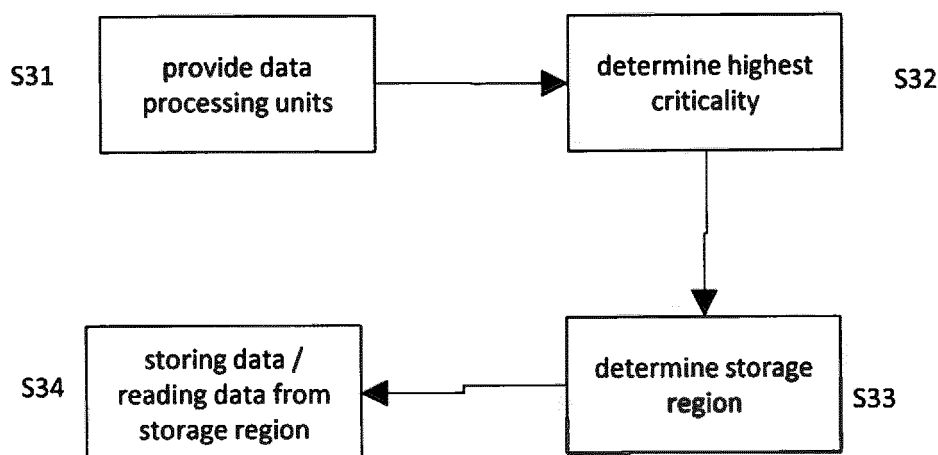 S31
provide data
processing units
determine highest
criticality
S32
S34
storing data /
reading data from
storage region
determine storage
region
S33